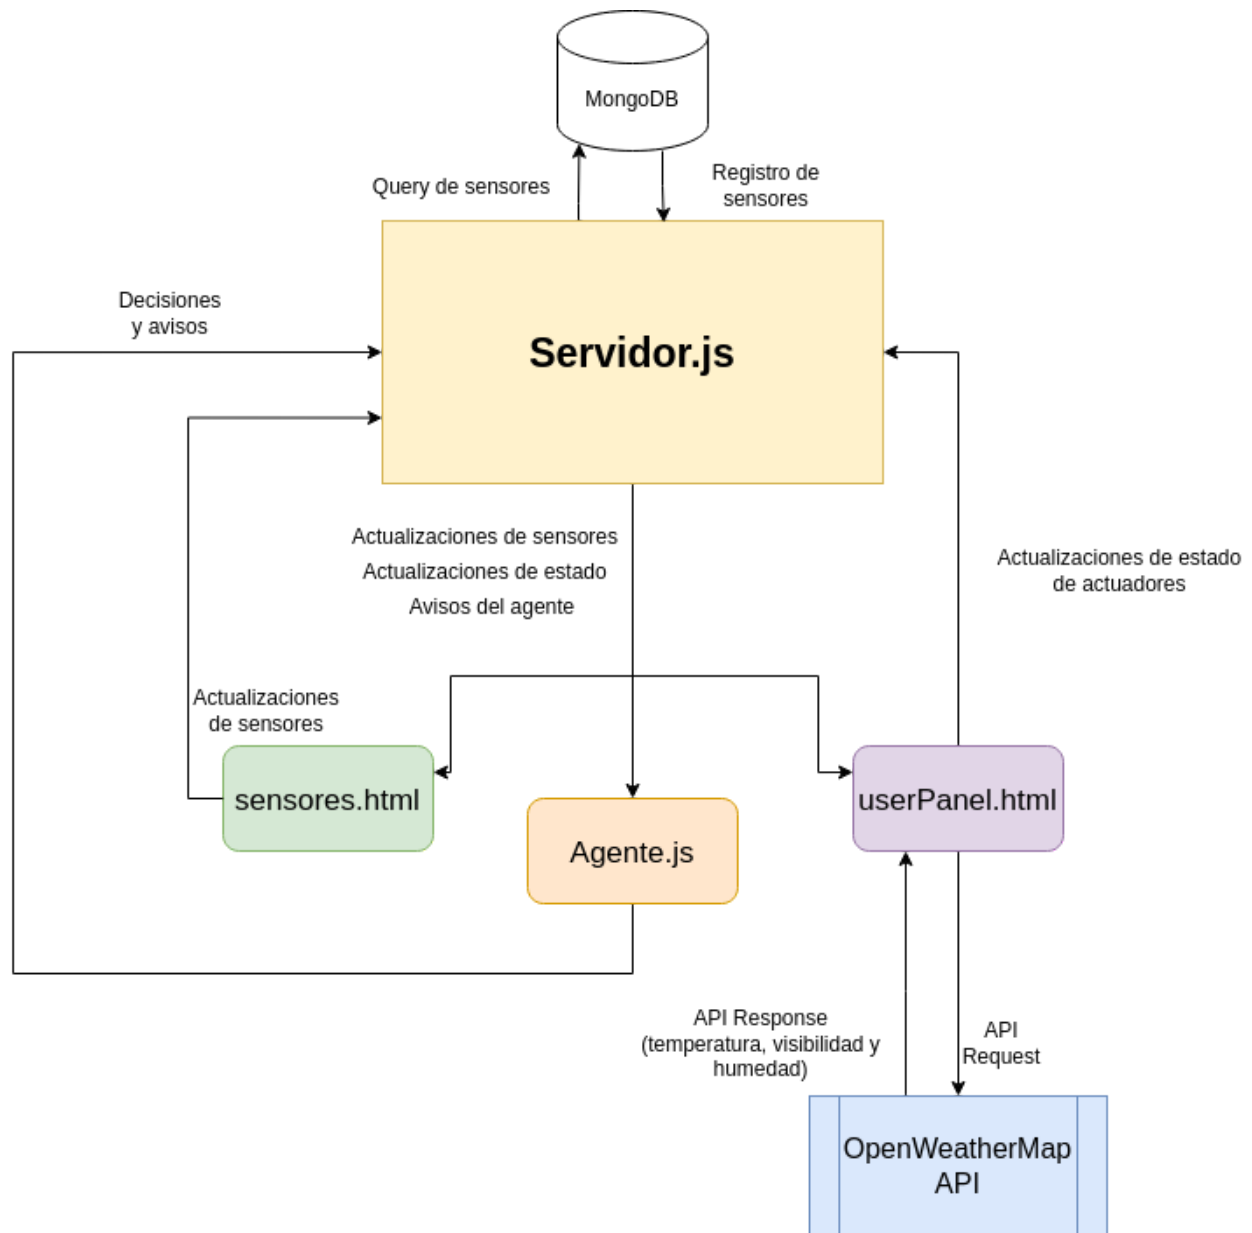 MongoDB
Query de sensores
Registro de
sensores
Decisiones
y avisos
Servidor.js
Actualizaciones de sensores
Actualizaciones de estado
Avisos del agente
Actualizaciones de estado
de actuadores
Actualizaciones
de sensores
sensores.html
Agente.js
userPanel.html
API Response
(temperatura, visibilidad y
humedad)
API
Request
OpenWeatherMap
API